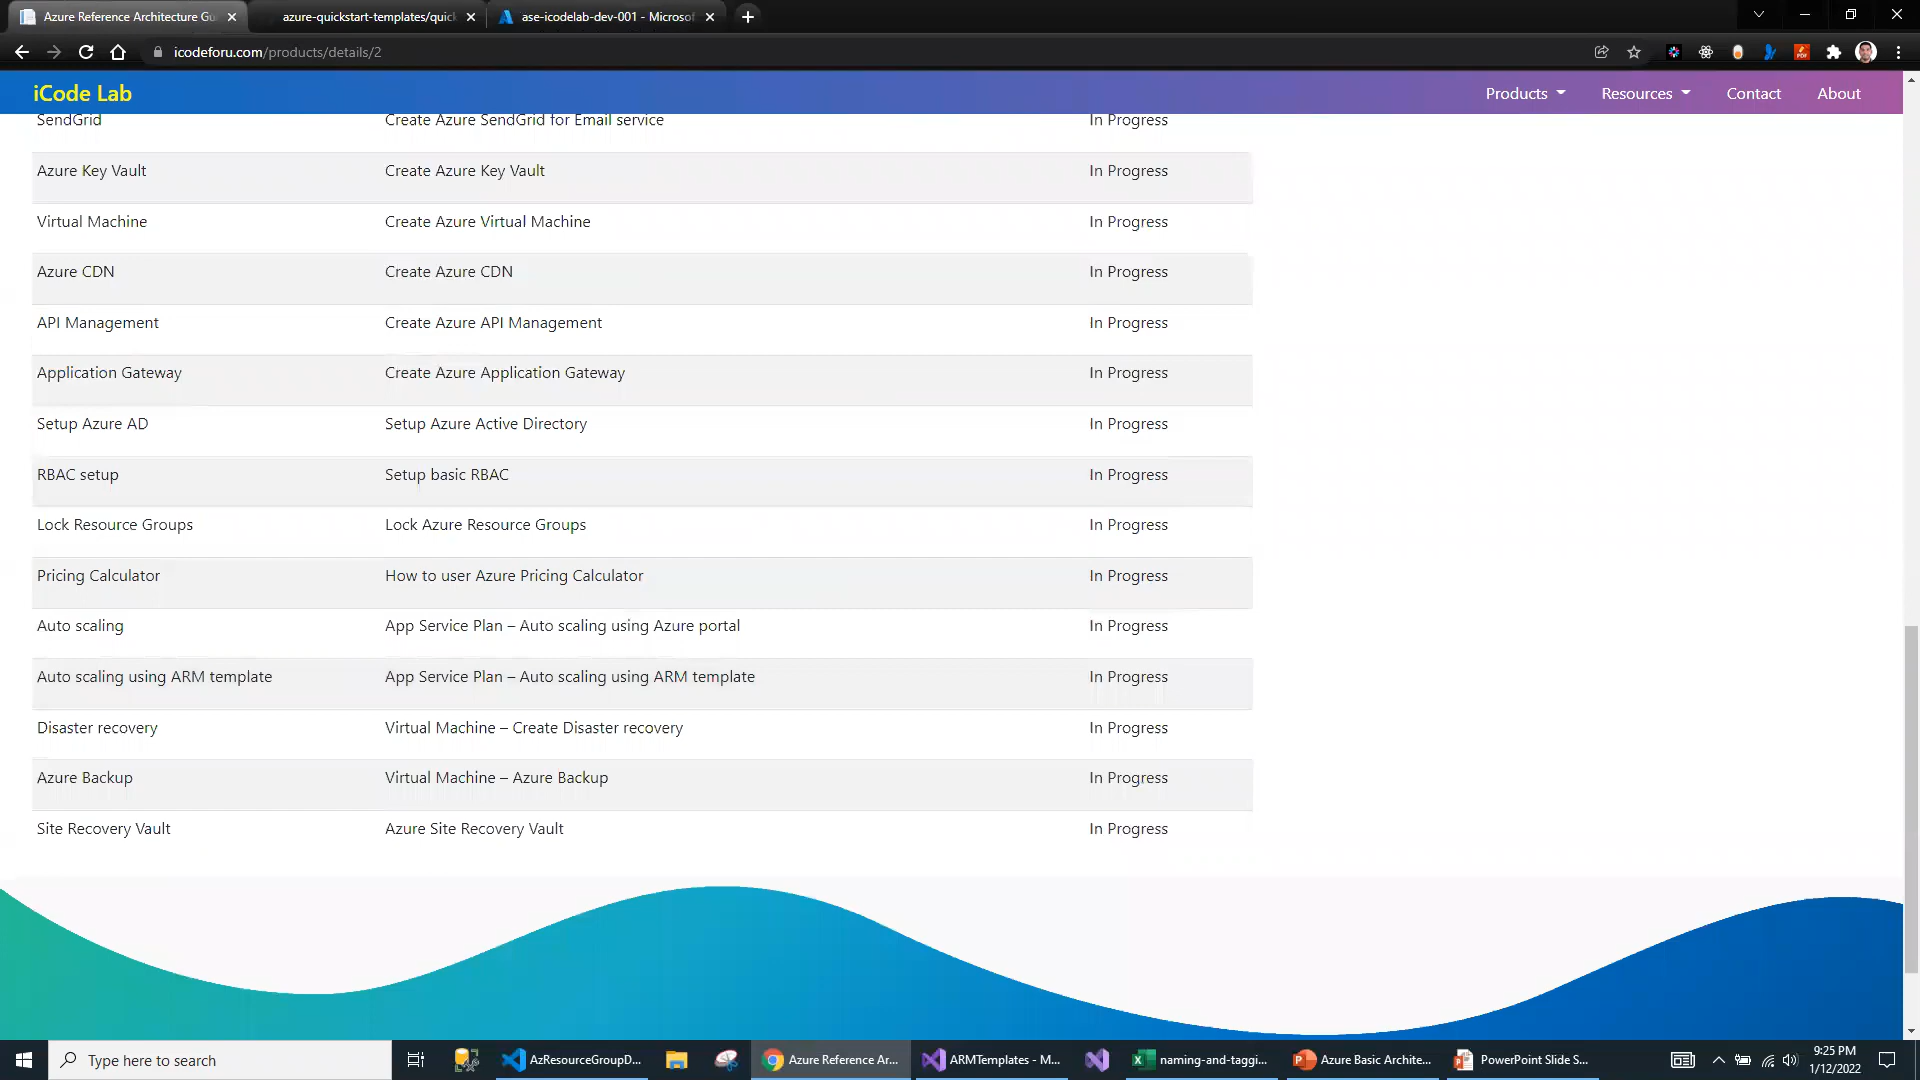 Azure Reference Architecture Gu
azure-quickstart-templates/quick
ase-icodelab-dev-001 - Microsof
icodeforu.com/products/details/2
iCode Lab
Products
Resources
Contact
About
SendGrid Create Azure SendGrid for Email service In Progress
Azure Key Vault Create Azure Key Vault In Progress
Virtual Machine Create Azure Virtual Machine In Progress
Azure CDN Create Azure CDN In Progress
API Management Create Azure API Management In Progress
Application Gateway Create Azure Application Gateway In Progress
Setup Azure AD Setup Azure Active Directory In Progress
RBAC setup Setup basic RBAC In Progress
Lock Resource Groups Lock Azure Resource Groups In Progress
Pricing Calculator How to user Azure Pricing Calculator In Progress
Auto scaling App Service Plan – Auto scaling using Azure portal In Progress
Auto scaling using ARM template App Service Plan – Auto scaling using ARM template In Progress
Disaster recovery Virtual Machine – Create Disaster recovery In Progress
Azure Backup Virtual Machine – Azure Backup In Progress
Site Recovery Vault Azure Site Recovery Vault In Progress
Type here to search
AzResourceGroupD...
Azure Reference Ar...
ARMTemplates - M...
naming-and-taggi...
Azure Basic Archite...
PowerPoint Slide S...
9:25 PM
1/12/2022